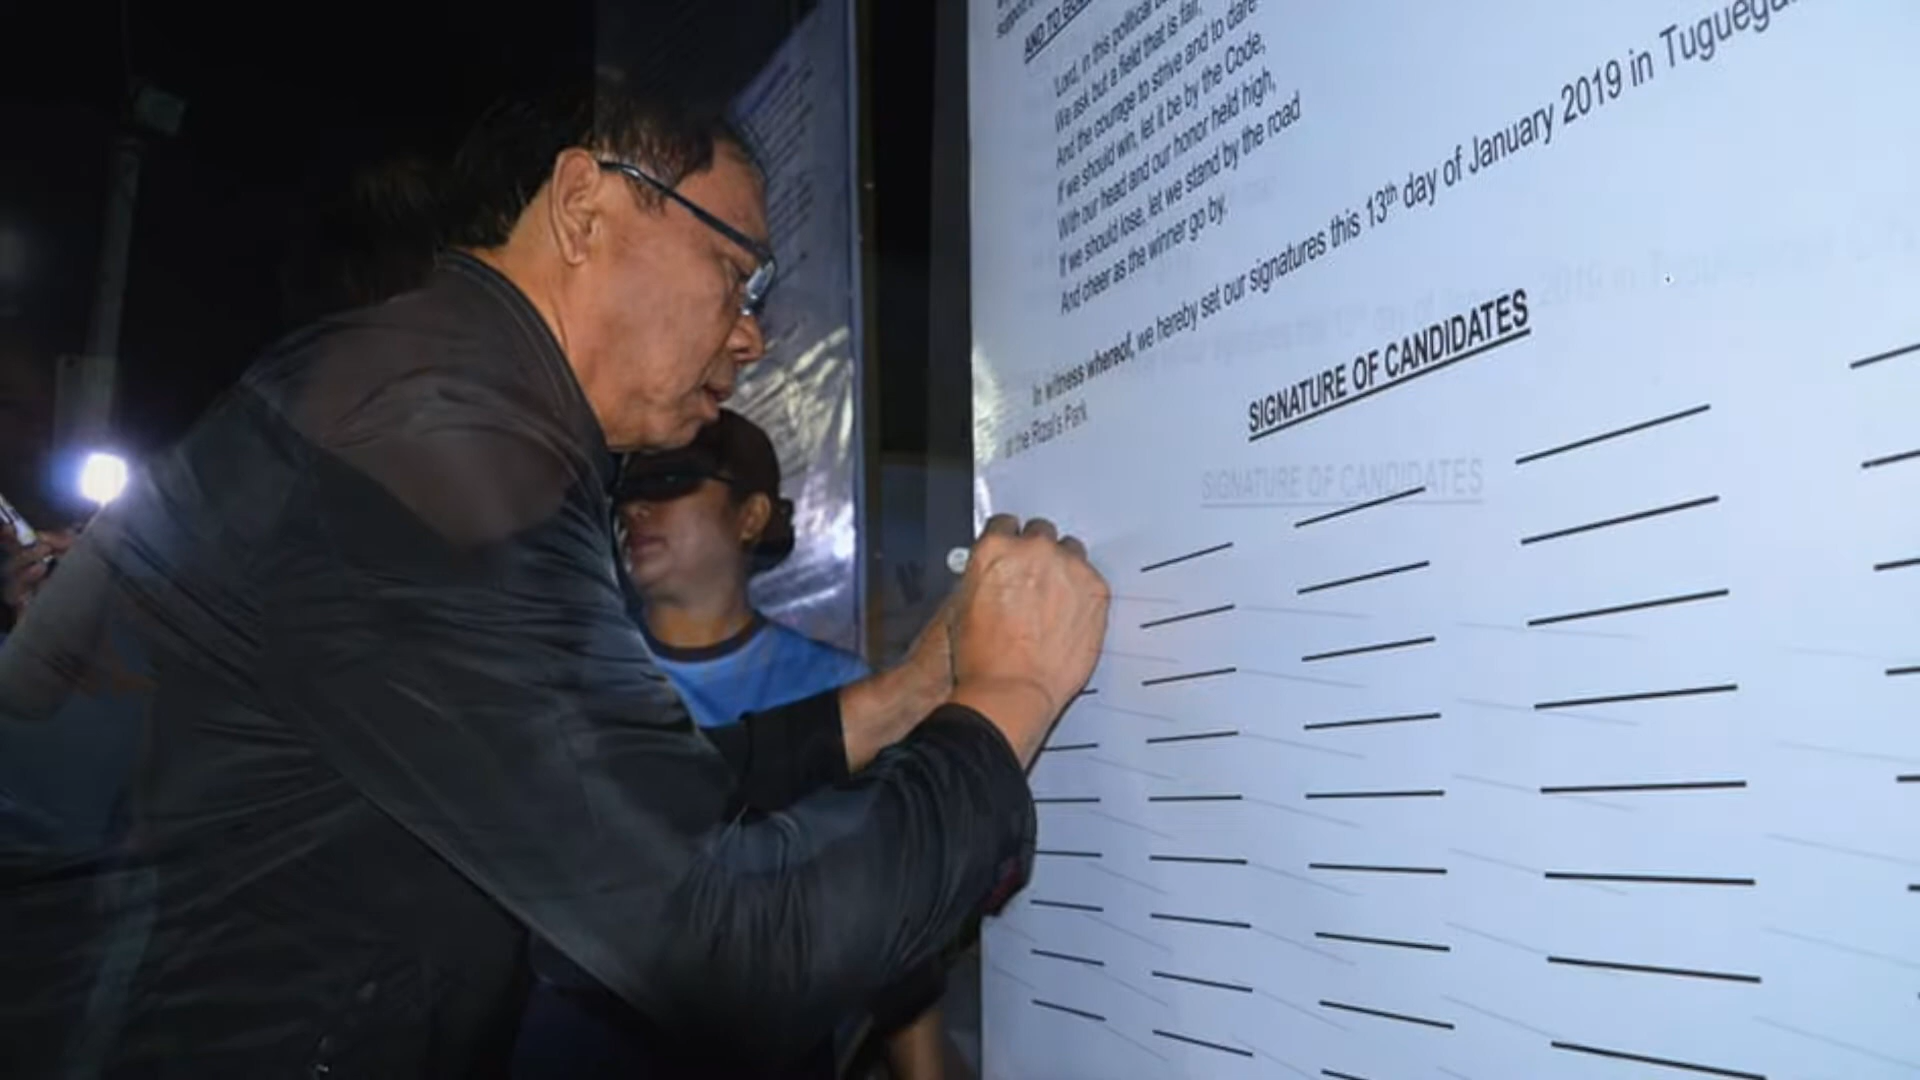 support
AND TO GOD
'Lord, in this political
We ask but a field that is fair,
And the courage to strive and to dare
If we should win, let it be by the Code,
With our head and our honor held high,
If we should lose, let we stand by the road
And cheer as the winner go by.
In witness whereof, we hereby set our signatures this 13th day of January 2019 in Tuguega
at the Rizal's Park
SIGNATURE OF CANDIDATES
SIGNATURE OF CANDIDATES